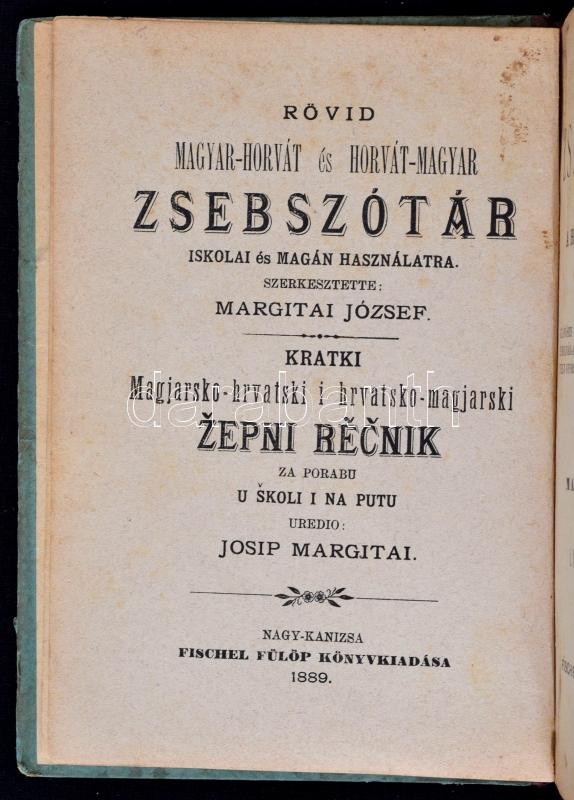 RÖVID
MAGYAR-HORVÁT és HORVÁT-MAGYAR
ZSEBSZÓTÁR
ISKOLAI és MAGÁN HASZNÁLATRA.
SZERKESZTETTE:
MARGITAI JÓZSEF.
KRATKI
Magjarsko-hrvatski i hrvatsko-magjarski
darabanth
ŽEPNI RĚČNIK
ZA PORABU
U ŠKOLI I NA PUTU
UREDIO:
JOSIP MARGITAI.
NAGY-KANIZSA
FISCHEL FÜLÖP KÖNYVKIADÁSA
1889.